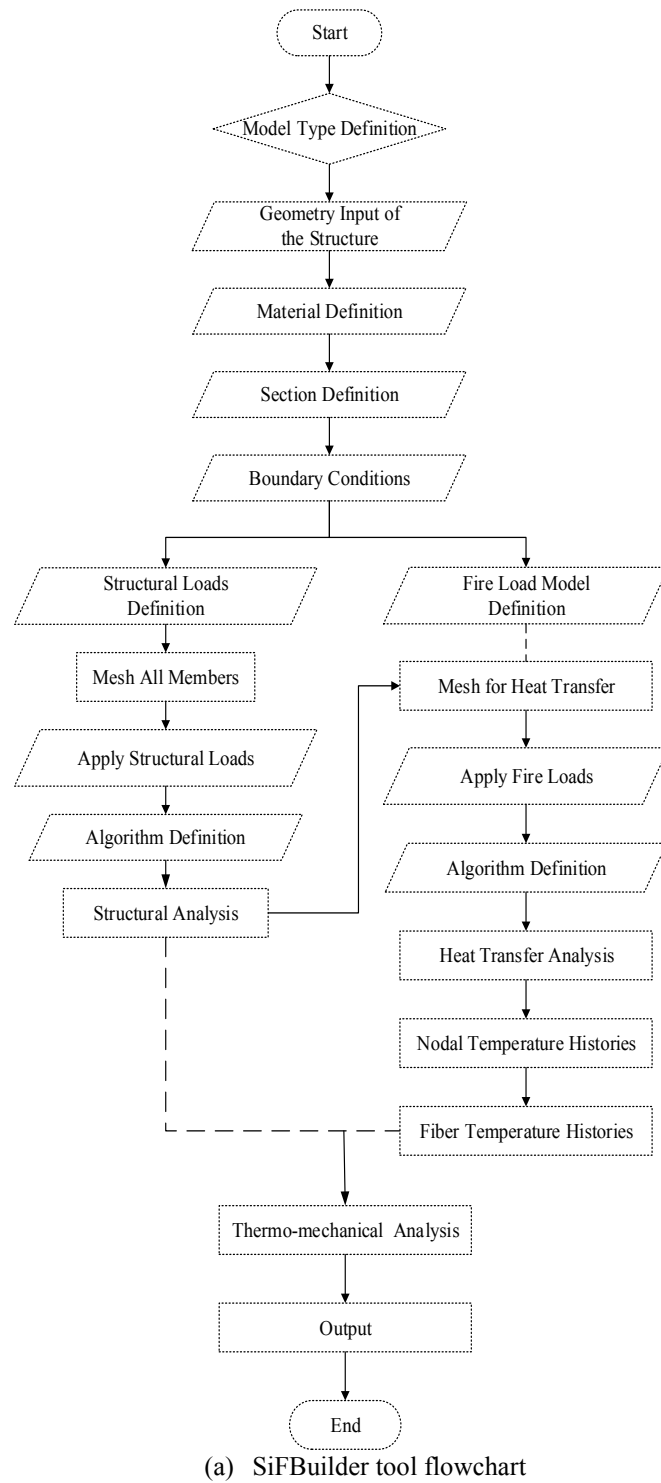 Start
Model Type Definition
Geometry Input of
the Structure
Material Definition
Section Definition
Boundary Conditions
Structural Loads
Definition
Mesh All Members
Apply Structural Loads
Algorithm Definition
Structural Analysis
Fire Load Model
Definition
Mesh for Heat Transfer
Apply Fire Loads
Algorithm Definition
Heat Transfer Analysis
Nodal Temperature Histories
Fiber Temperature Histories
Thermo-mechanical Analysis
Output
End
(a) SiFBuilder tool flowchart